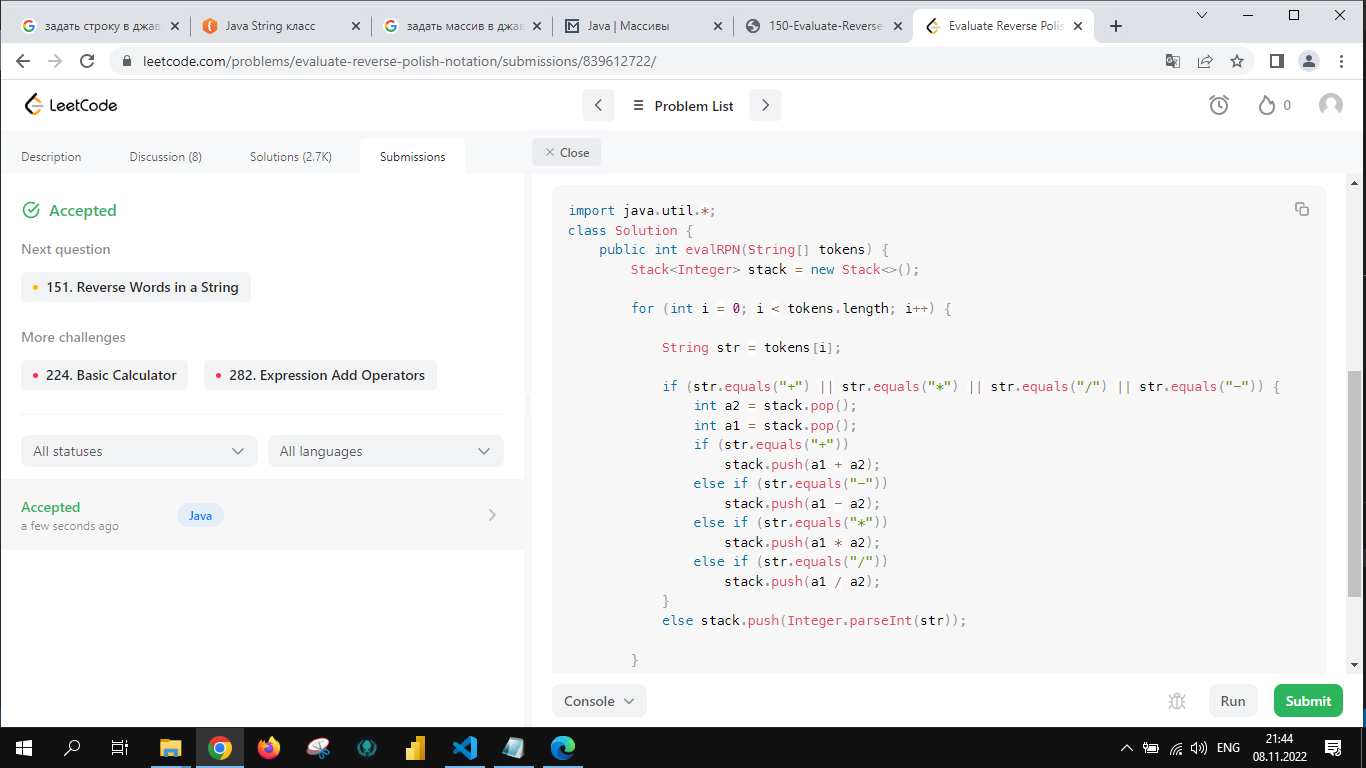 задать строку в джав
Java String класс
задать массив в джав
Java | Массивы
150-Evaluate-Reverse
Evaluate Reverse Polis
leetcode.com/problems/evaluate-reverse-polish-notation/submissions/839612722/
LeetCode
Problem List
0
Description
Discussion (8)
Solutions (2.7K)
Submissions
Close
Accepted
Next question
151. Reverse Words in a String
More challenges
224. Basic Calculator
282. Expression Add Operators
All statuses
All languages
Accepted
a few seconds ago
Java
import java.util.*;
class Solution {
    public int evalRPN(String[] tokens) {
        Stack<Integer> stack = new Stack<>();
        for (int i = 0; i < tokens.length; i++) {
            String str = tokens[i];
            if (str.equals("+") || str.equals("*") || str.equals("/") || str.equals("-")) {
                int a2 = stack.pop();
                int a1 = stack.pop();
                if (str.equals("+"))
                    stack.push(a1 + a2);
                else if (str.equals("-"))
                    stack.push(a1 - a2);
                else if (str.equals("*"))
                    stack.push(a1 * a2);
                else if (str.equals("/"))
                    stack.push(a1 / a2);
            }
            else stack.push(Integer.parseInt(str));
        }
Console
Run
Submit
ENG
21:44
08.11.2022